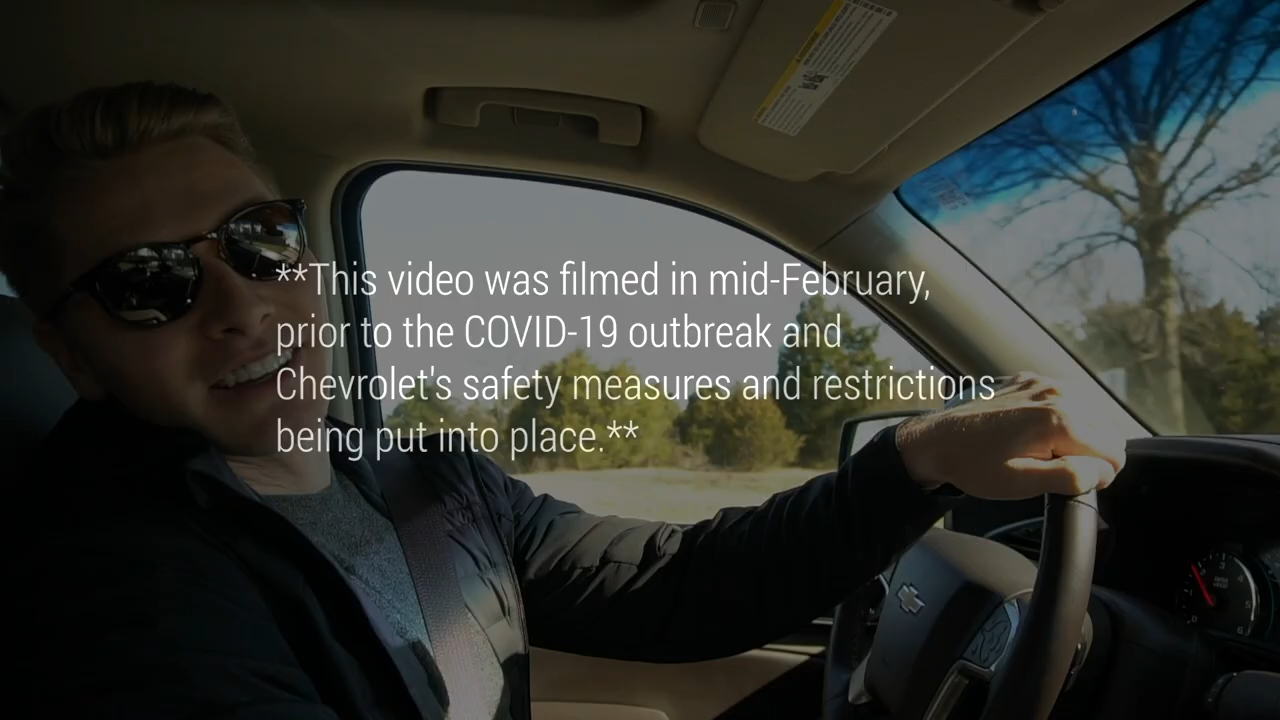 **This video was filmed in mid-February,
prior to the COVID-19 outbreak and
Chevrolet's safety measures and restrictions
being put into place.**